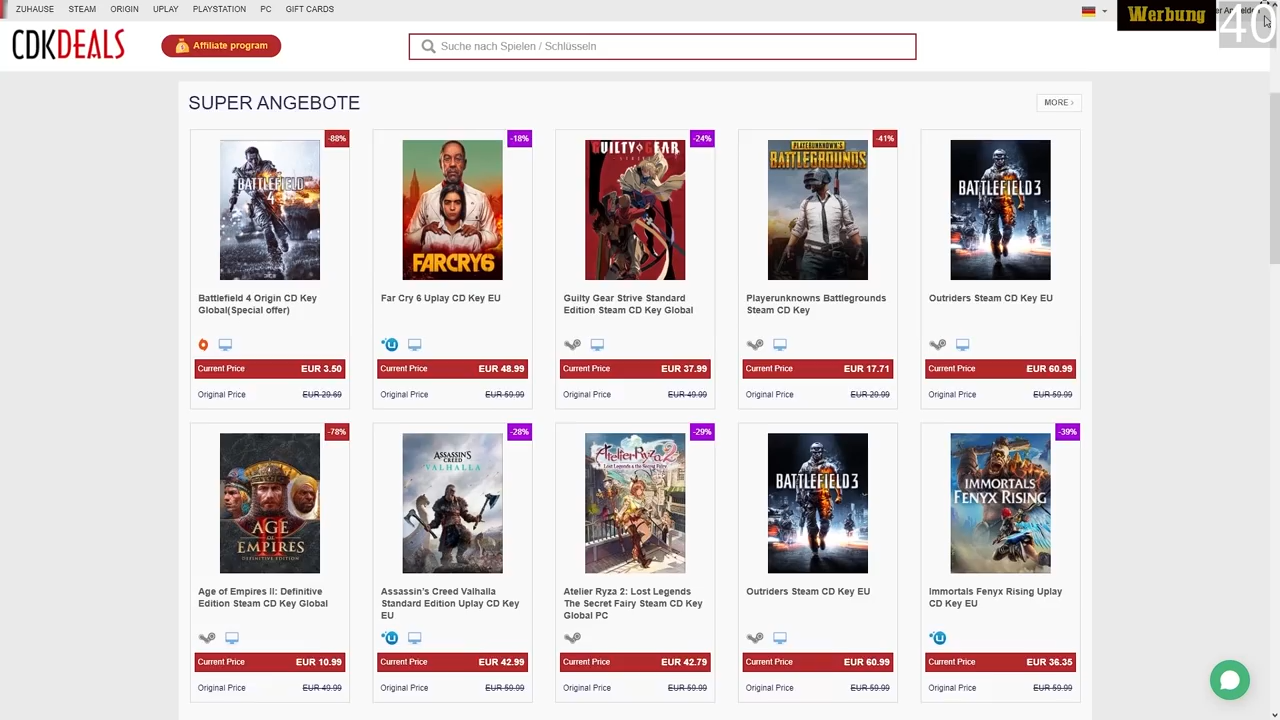 ZUHAUSE STEAM ORIGIN UPLAY PLAYSTATION PC GIFT CARDS
Werbung
40
CDKDEALS
Affiliate program
Suche nach Spielen / Schlüsseln
SUPER ANGEBOTE
MORE ›
-88%
-18%
-24%
-41%
BATTLEFIELD
4
FARCRY6
GUILTY GEAR
STRIVE
PLAYERUNKNOWN'S
BATTLEGROUNDS
BATTLEFIELD 3
Battlefield 4 Origin CD Key
Global(Special offer)
Far Cry 6 Uplay CD Key EU
Guilty Gear Strive Standard
Edition Steam CD Key Global
Playerunknowns Battlegrounds
Steam CD Key
Outriders Steam CD Key EU
Current Price EUR 3.50
Current Price EUR 48.99
Current Price EUR 37.99
Current Price EUR 17.71
Current Price EUR 60.99
Original Price EUR 29.69
Original Price EUR 59.99
Original Price EUR 49.99
Original Price EUR 29.99
Original Price EUR 59.99
-78%
-28%
-29%
-39%
AGE
OF
EMPIRES
DEFINITIVE EDITION
ASSASSIN'S
CREED
VALHALLA
Atelier Ryza 2
Lost Legends & the Secret Fairy
BATTLEFIELD 3
IMMORTALS
FENYX RISING
Age of Empires II: Definitive
Edition Steam CD Key Global
Assassin's Creed Valhalla
Standard Edition Uplay CD Key
EU
Atelier Ryza 2: Lost Legends
The Secret Fairy Steam CD Key
Global PC
Outriders Steam CD Key EU
Immortals Fenyx Rising Uplay
CD Key EU
Current Price EUR 10.99
Current Price EUR 42.99
Current Price EUR 42.79
Current Price EUR 60.99
Current Price EUR 36.35
Original Price EUR 49.99
Original Price EUR 59.99
Original Price EUR 59.99
Original Price EUR 59.99
Original Price EUR 59.99